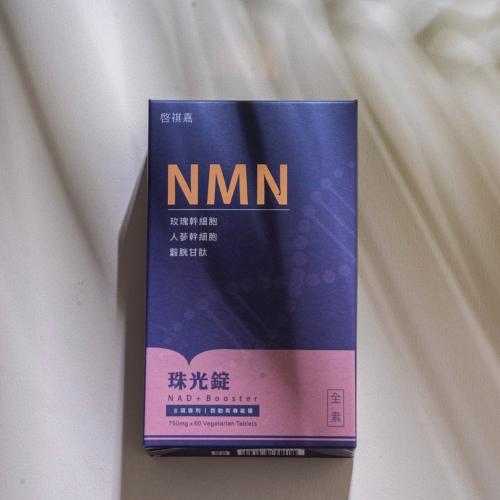 啓祺嘉
NMN
玫瑰幹細胞
人蔘幹細胞
穀胱甘肽
珠光錠
NAD+ Booster
全素
750mg x 60 Vegetarian Tablets